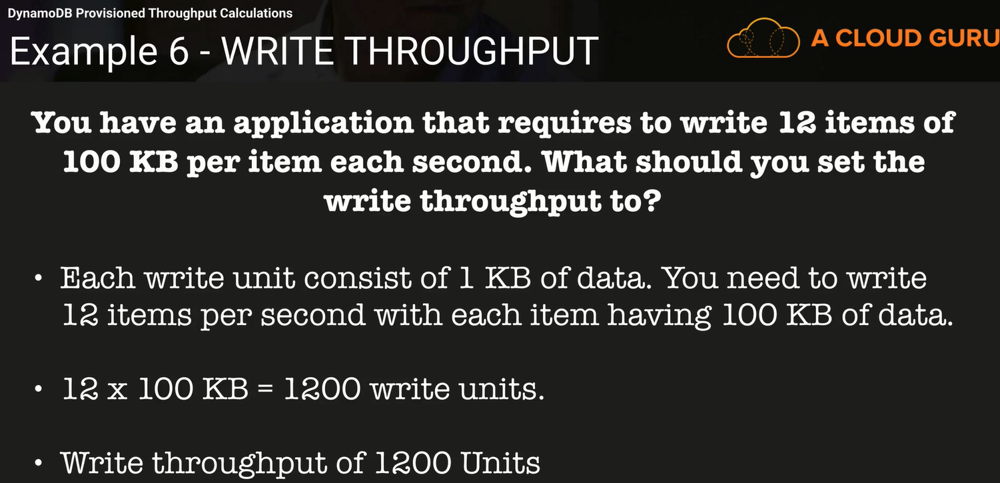 DynamoDB Provisioned Throughput Calculations
Example 6 - WRITE THROUGHPUT
A CLOUD GURU
You have an application that requires to write 12 items of
100 KB per item each second. What should you set the
write throughput to?
• Each write unit consist of 1 KB of data. You need to write
12 items per second with each item having 100 KB of data.
• 12 x 100 KB = 1200 write units.
• Write throughput of 1200 Units